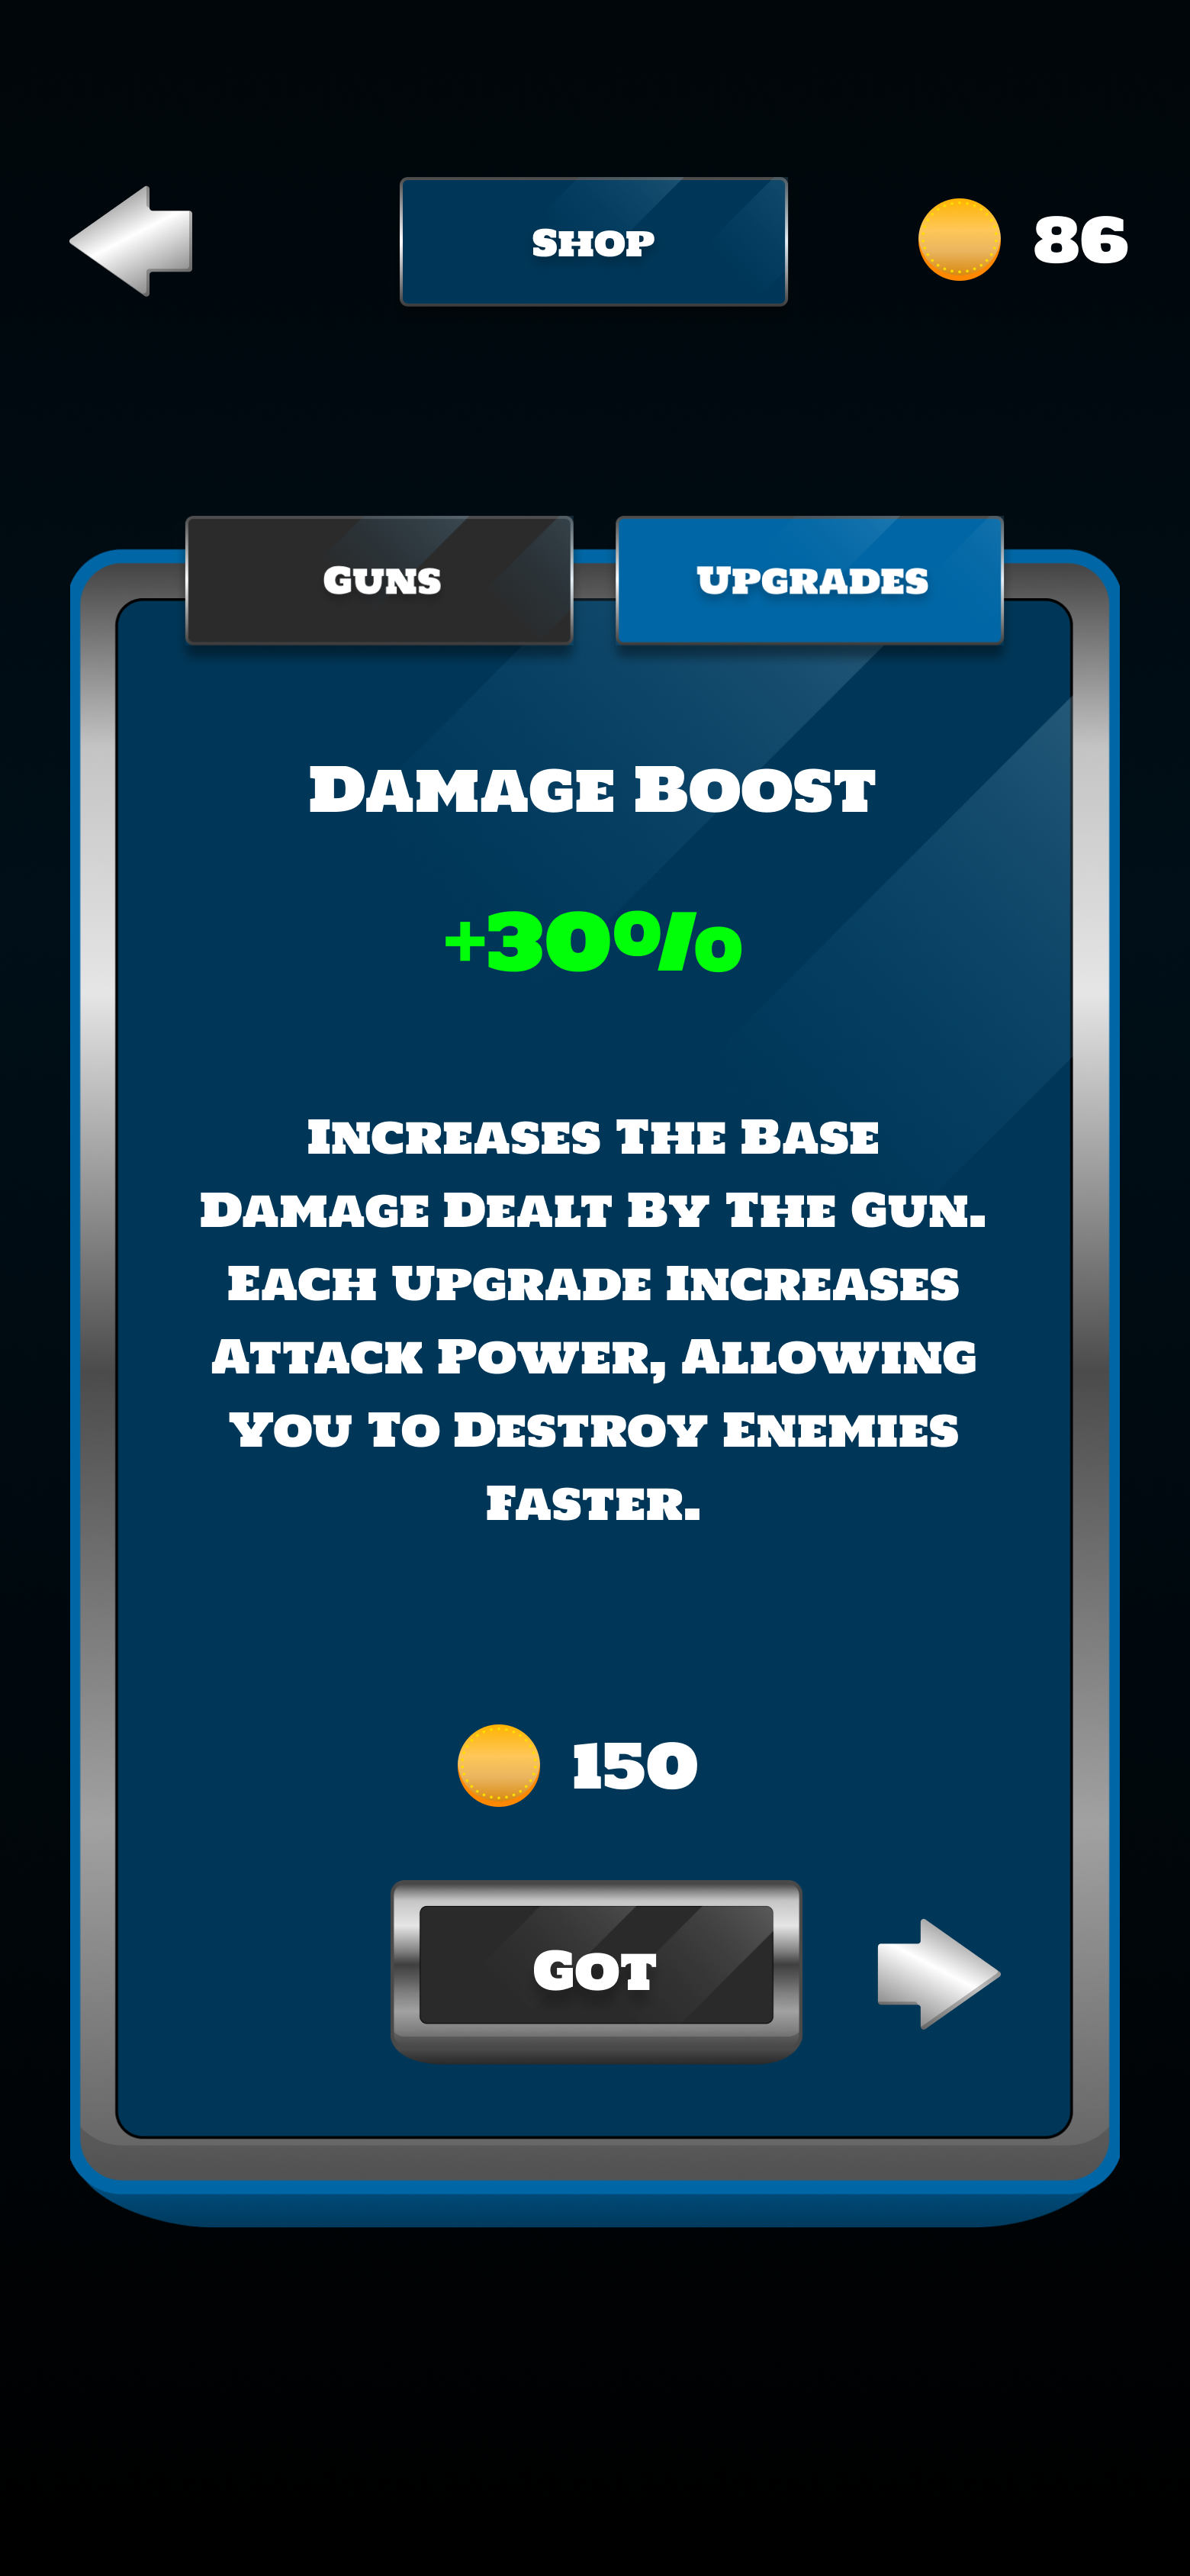 Shop
86
Guns
Upgrades
Damage Boost
+30%
Increases The Base
Damage Dealt By The Gun.
Each Upgrade Increases
Attack Power, Allowing
You To Destroy Enemies
Faster.
150
Got